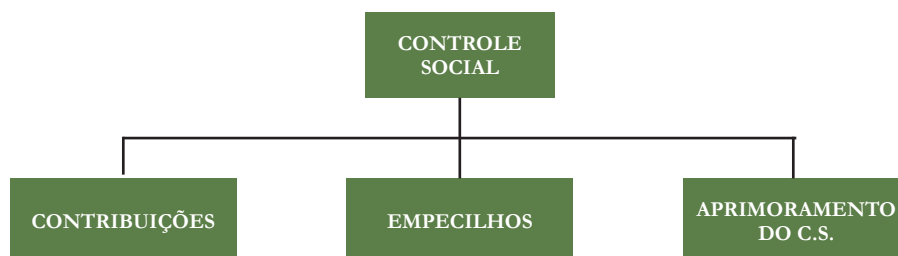 CONTROLE
SOCIAL
CONTRIBUIÇÕES
EMPECILHOS
APRIMORAMENTO
DO C.S.